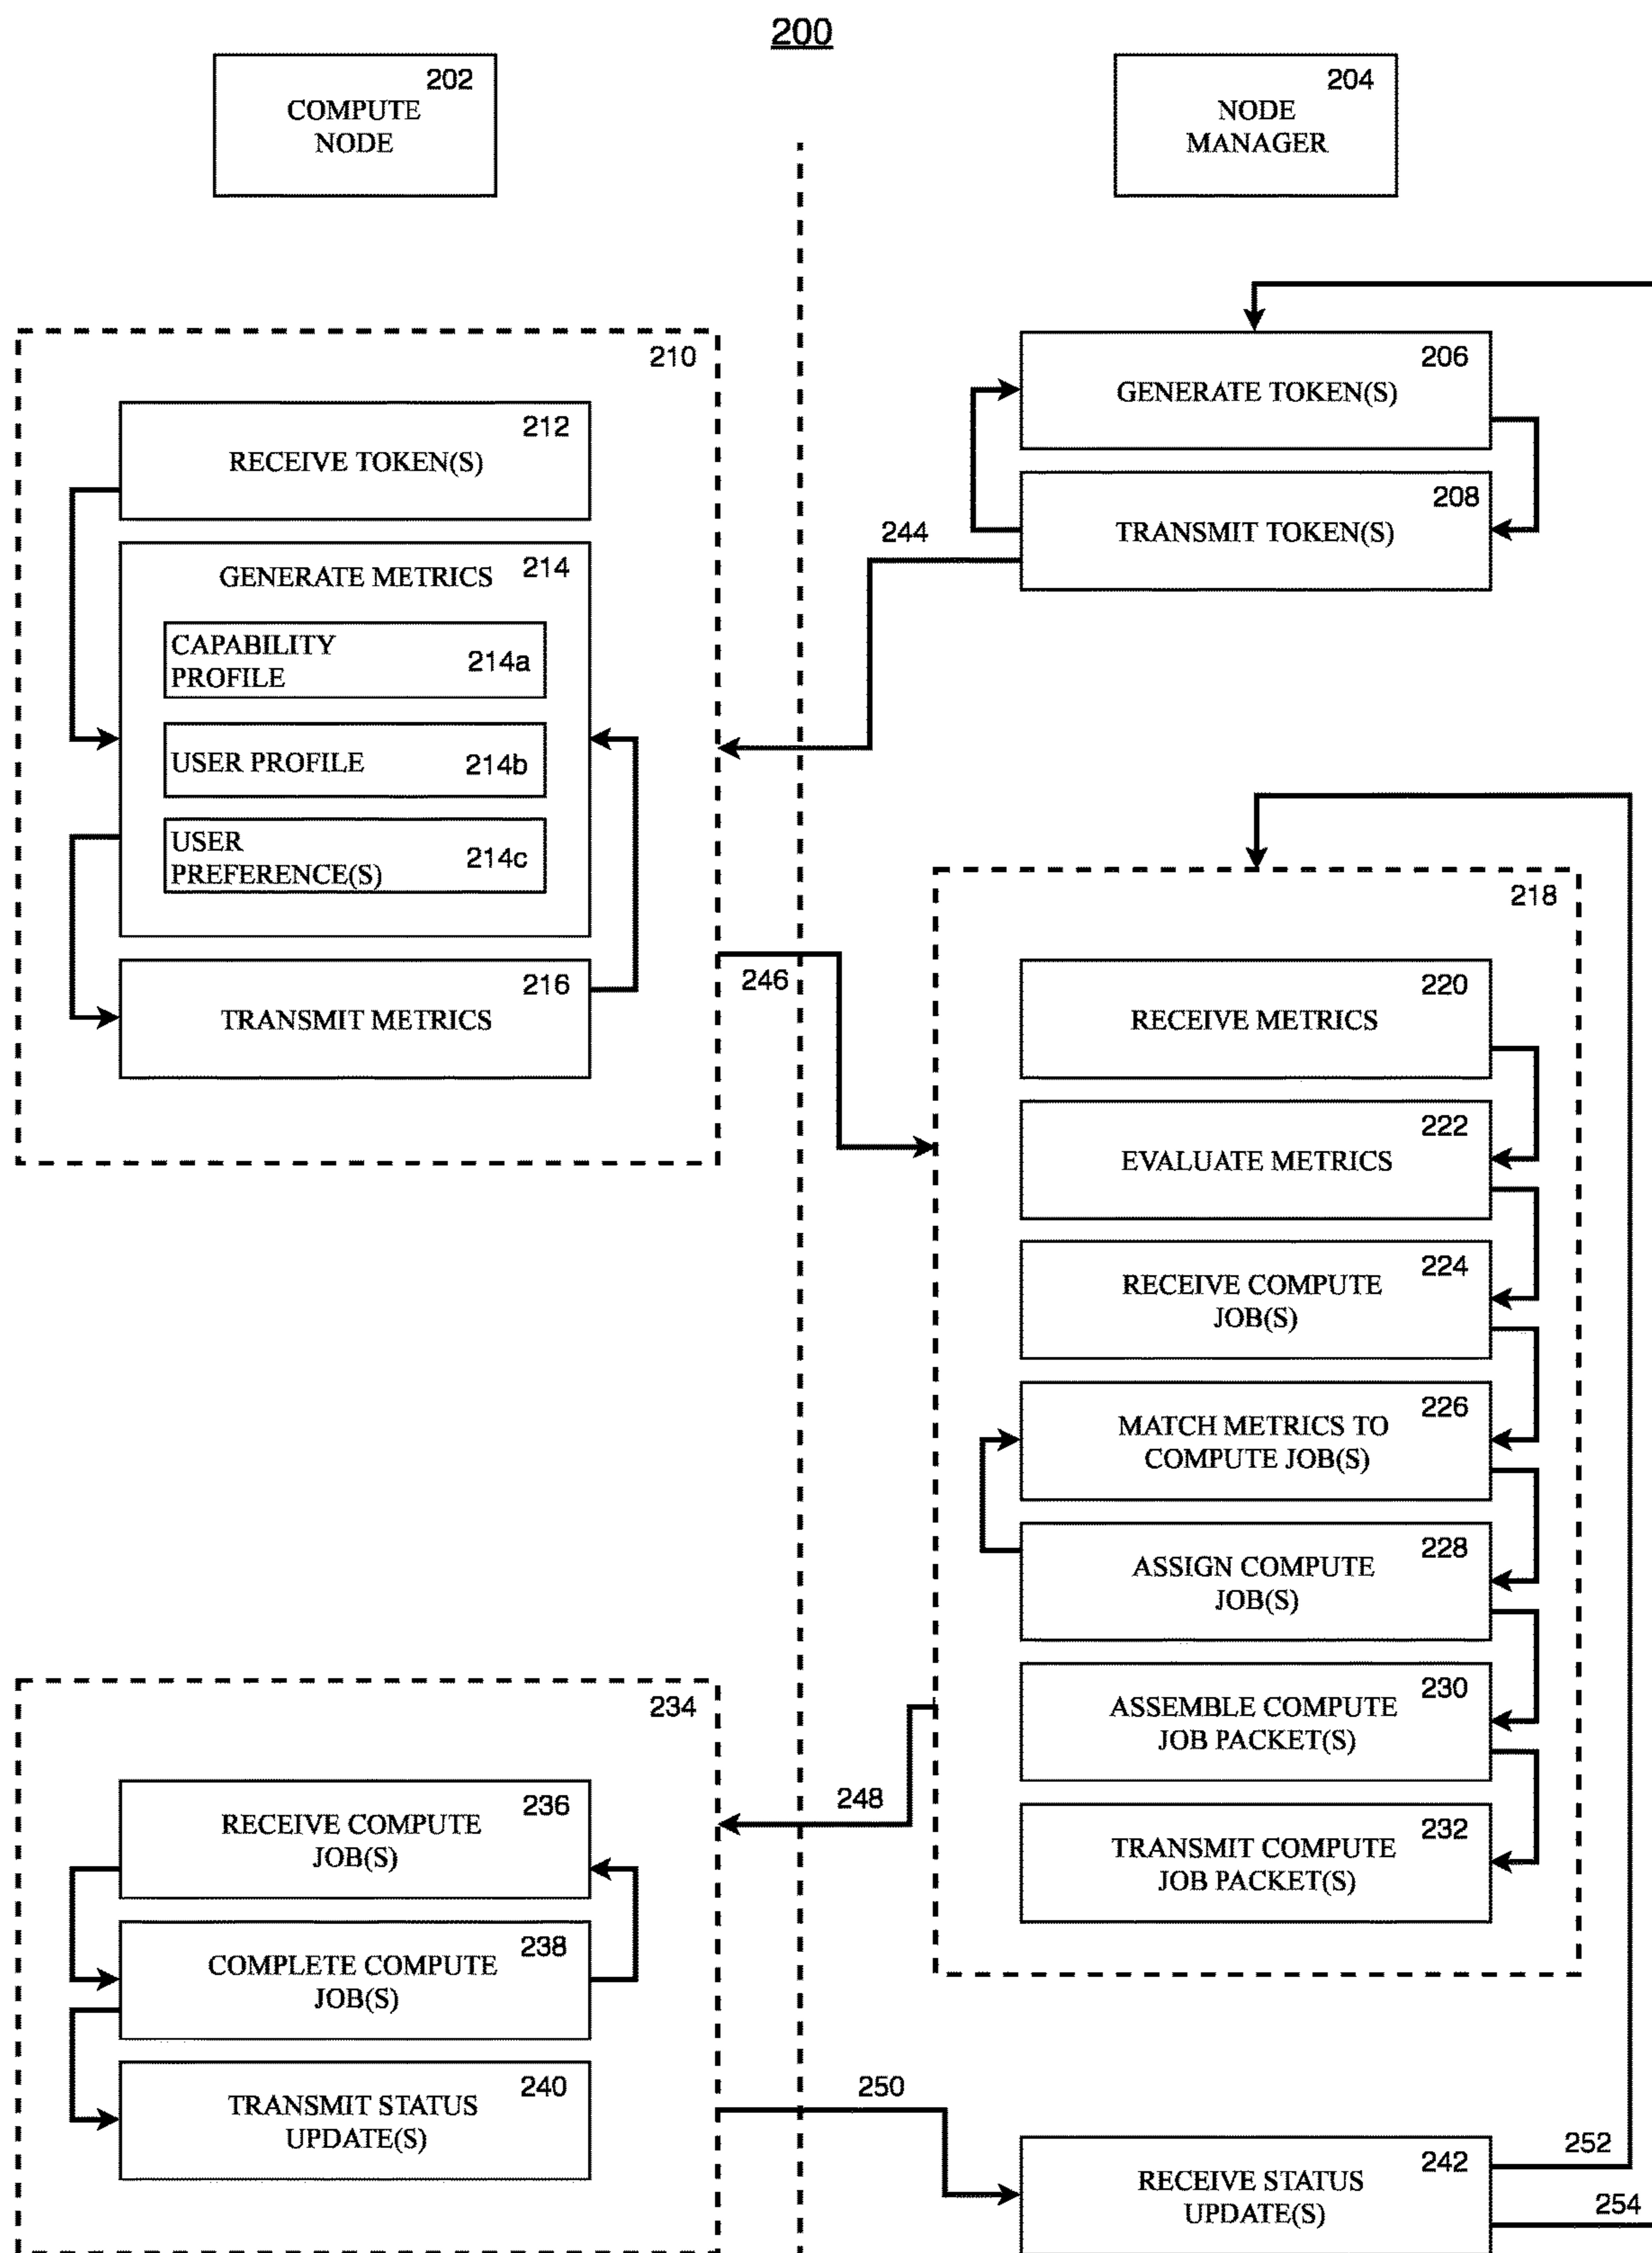 200
202
COMPUTE
NODE
204
NODE
MANAGER
206
GENERATE TOKEN(S)
208
TRANSMIT TOKEN(S)
244
210
212
RECEIVE TOKEN(S)
GENERATE METRICS 214
CAPABILITY
PROFILE
214a
USER PROFILE 214b
USER
PREFERENCE(S)
214c
216
TRANSMIT METRICS
246
218
220
RECEIVE METRICS
222
EVALUATE METRICS
224
RECEIVE COMPUTE
JOB(S)
226
MATCH METRICS TO
COMPUTE JOB(S)
228
ASSIGN COMPUTE
JOB(S)
230
ASSEMBLE COMPUTE
JOB PACKET(S)
232
TRANSMIT COMPUTE
JOB PACKET(S)
248
234
236
RECEIVE COMPUTE
JOB(S)
238
COMPLETE COMPUTE
JOB(S)
240
TRANSMIT STATUS
UPDATE(S)
250
242
RECEIVE STATUS
UPDATE(S)
252
254